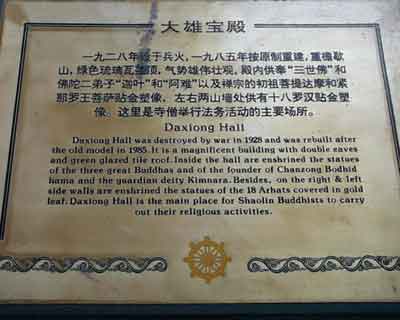 大雄宝殿
一九二八年毁于兵火，一九八五年按原制重建，重檐歇
山，绿色琉璃瓦盖顶，气势雄伟壮观，殿内供奉“三世佛”和
佛陀二弟子“迦叶”和“阿难”以及禅宗的初祖菩提达摩和紧
那罗王菩萨贴金塑像，左右两山墙处供有十八罗汉贴金塑
像。这里是寺僧举行法务活动的主要场所。
Daxiong Hall
Daxiong Hall was destroyed by war in 1928 and was rebuilt after
the old model in 1985. It is a magnificient building with double eaves
and green glazed tile roof. Inside the hall are enshrined the statues
of the three great Buddhas and of the founder of Chanzong Bodhid
hama and the guardian deity Kimnara. Besides, on the right & left
side walls are enshrined the statues of the 18 Arhats covered in gold
leaf. Daxiong Hall is the main place for Shaolin Buddhists to carry
out their religious activities.